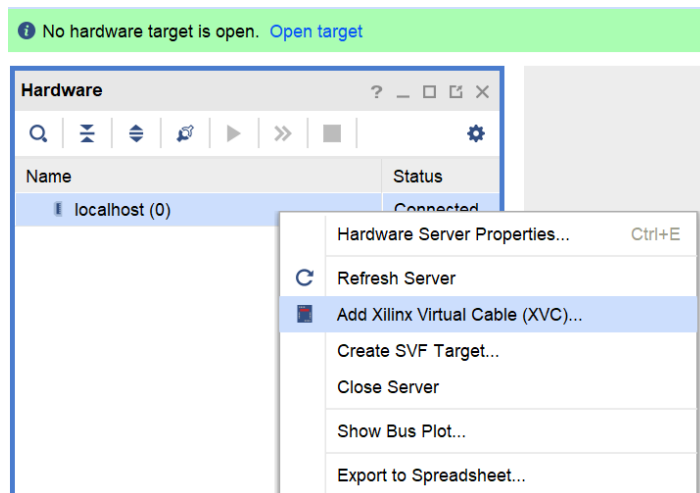 No hardware target is open. Open target
Hardware
?
Name Status
localhost (0) Connected
Hardware Server Properties... Ctrl+E
Refresh Server
Add Xilinx Virtual Cable (XVC)...
Create SVF Target...
Close Server
Show Bus Plot...
Export to Spreadsheet...